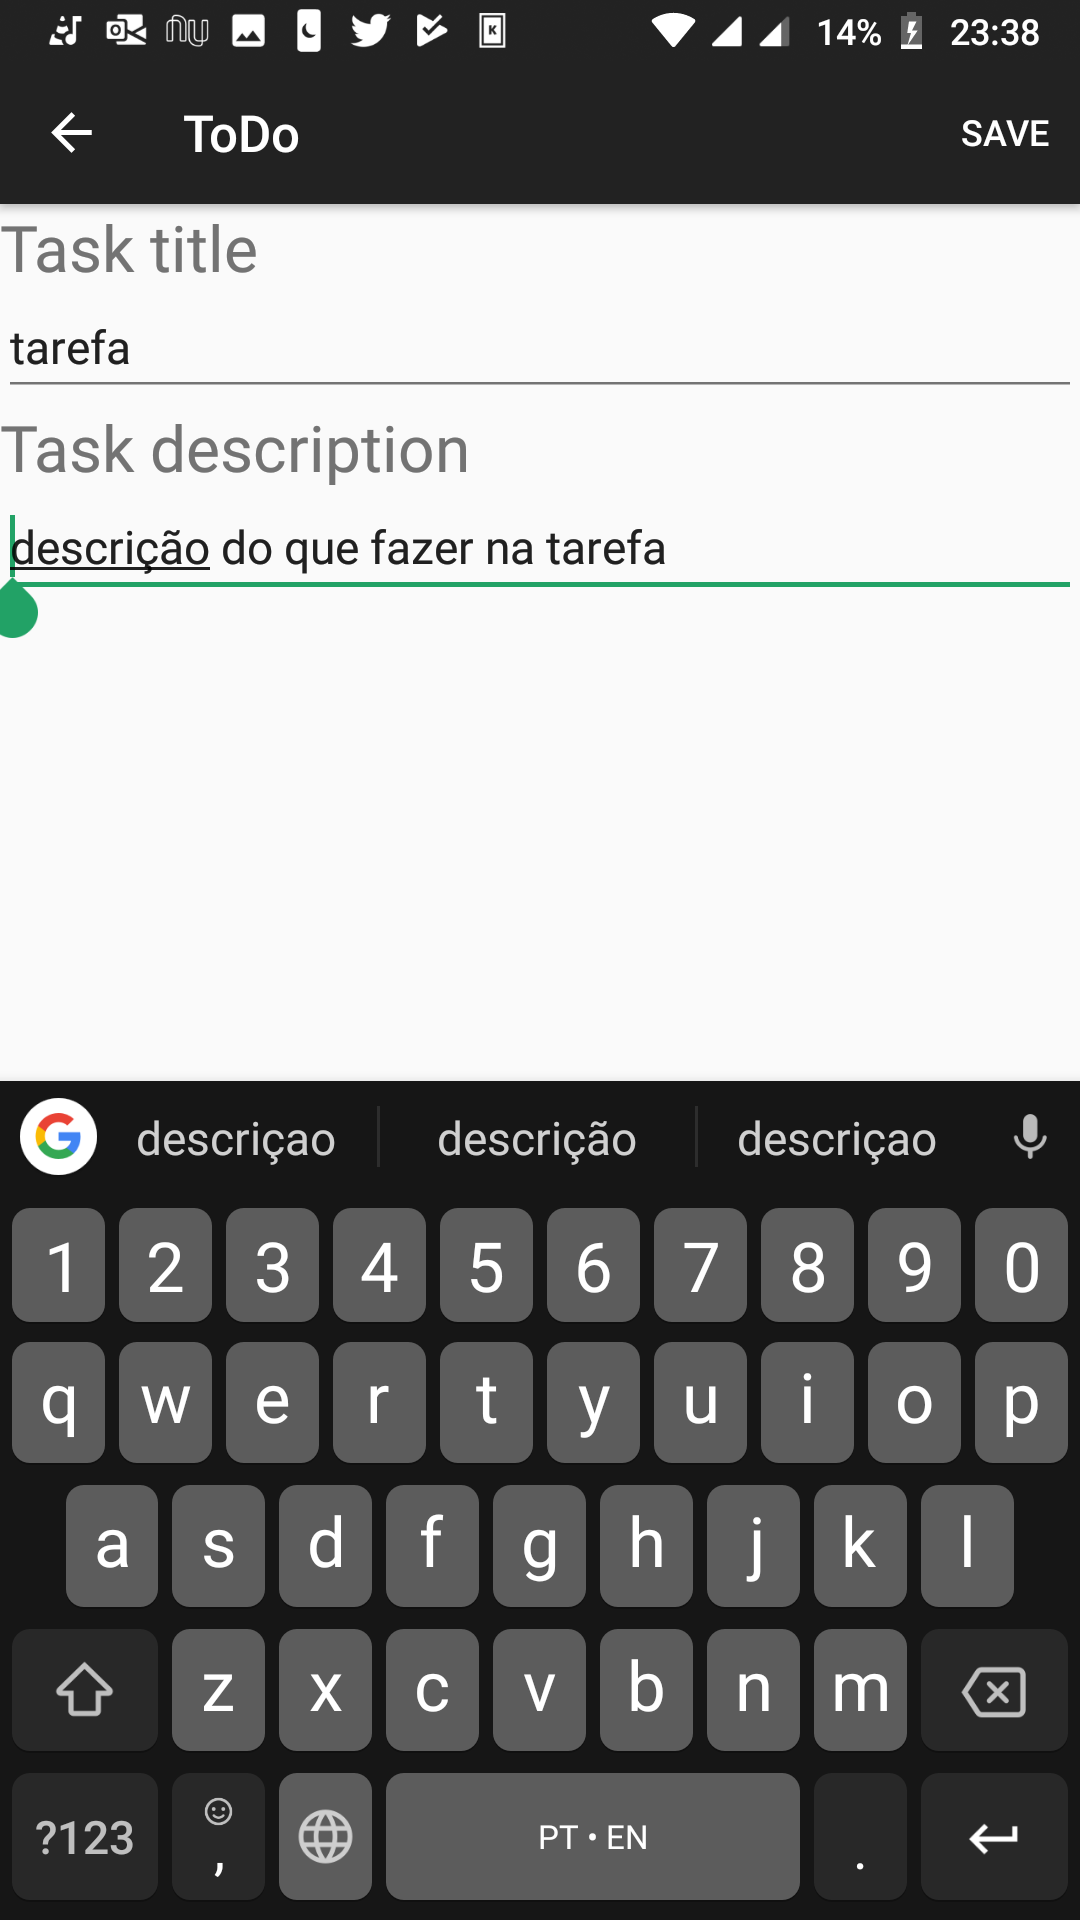 14% 23:38
ToDo SAVE
Task title
tarefa
Task description
descrição do que fazer na tarefa
descriçao descrição descriçao
1 2 3 4 5 6 7 8 9 0
q w e r t y u i o p
a s d f g h j k l
z x c v b n m
?123 , PT • EN .